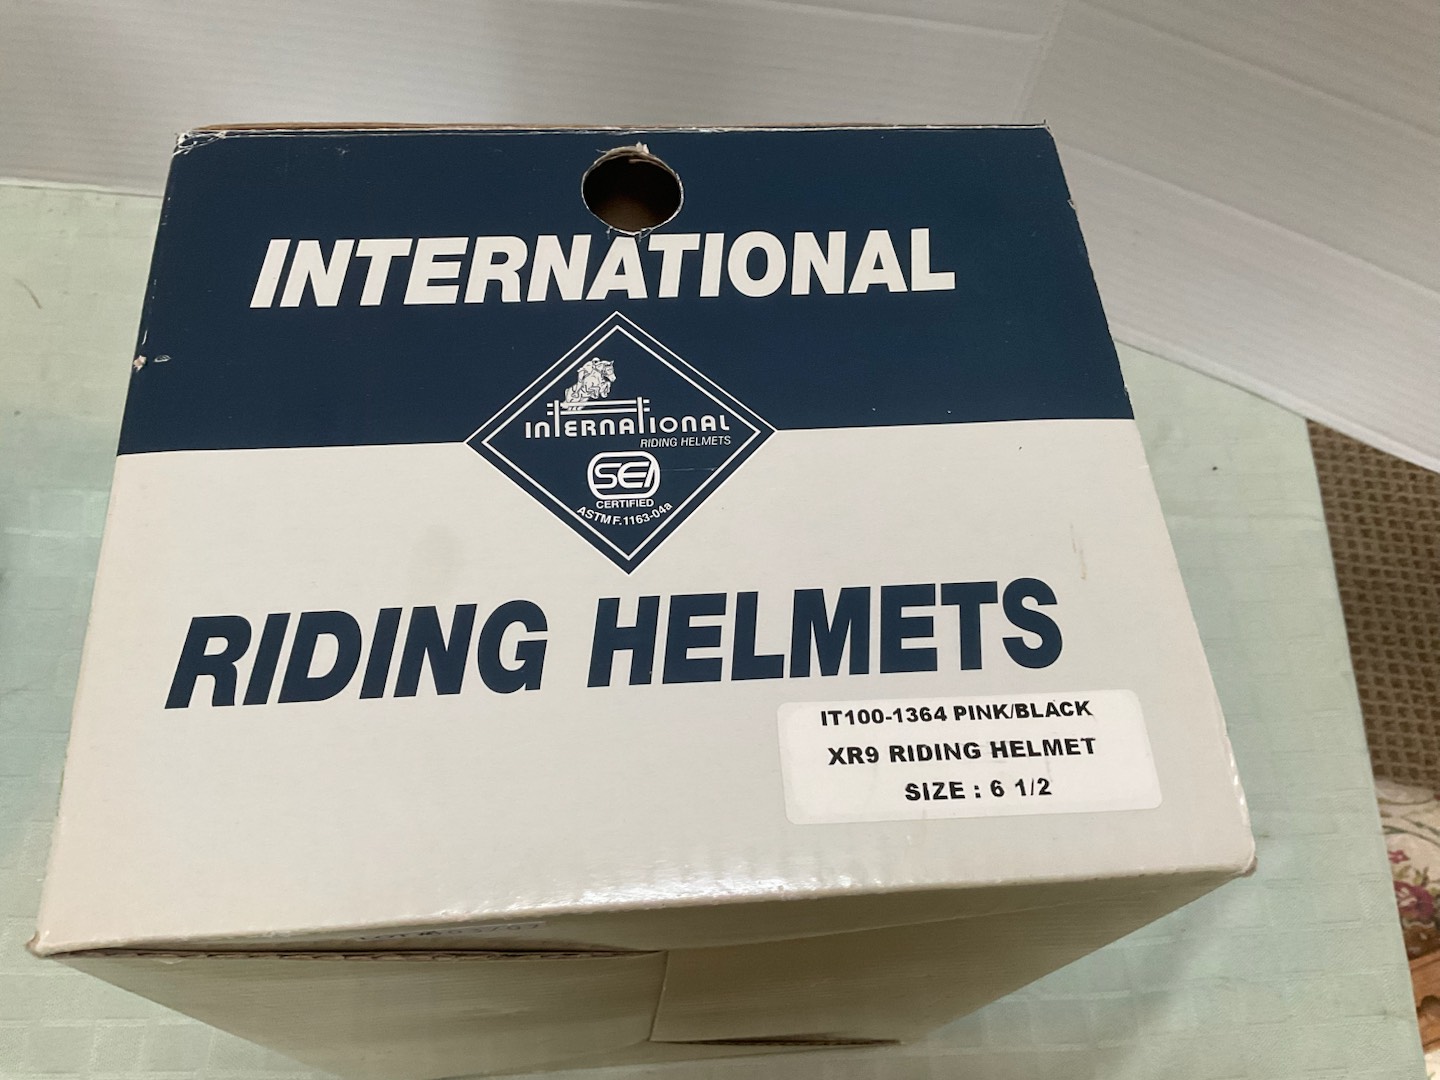 INTERNATIONAL
INTERNATIONAL
RIDING HELMETS
SEI
CERTIFIED
ASTM F.1163-04a
RIDING HELMETS
IT100-1364 PINK/BLACK
XR9 RIDING HELMET
SIZE : 6 1/2